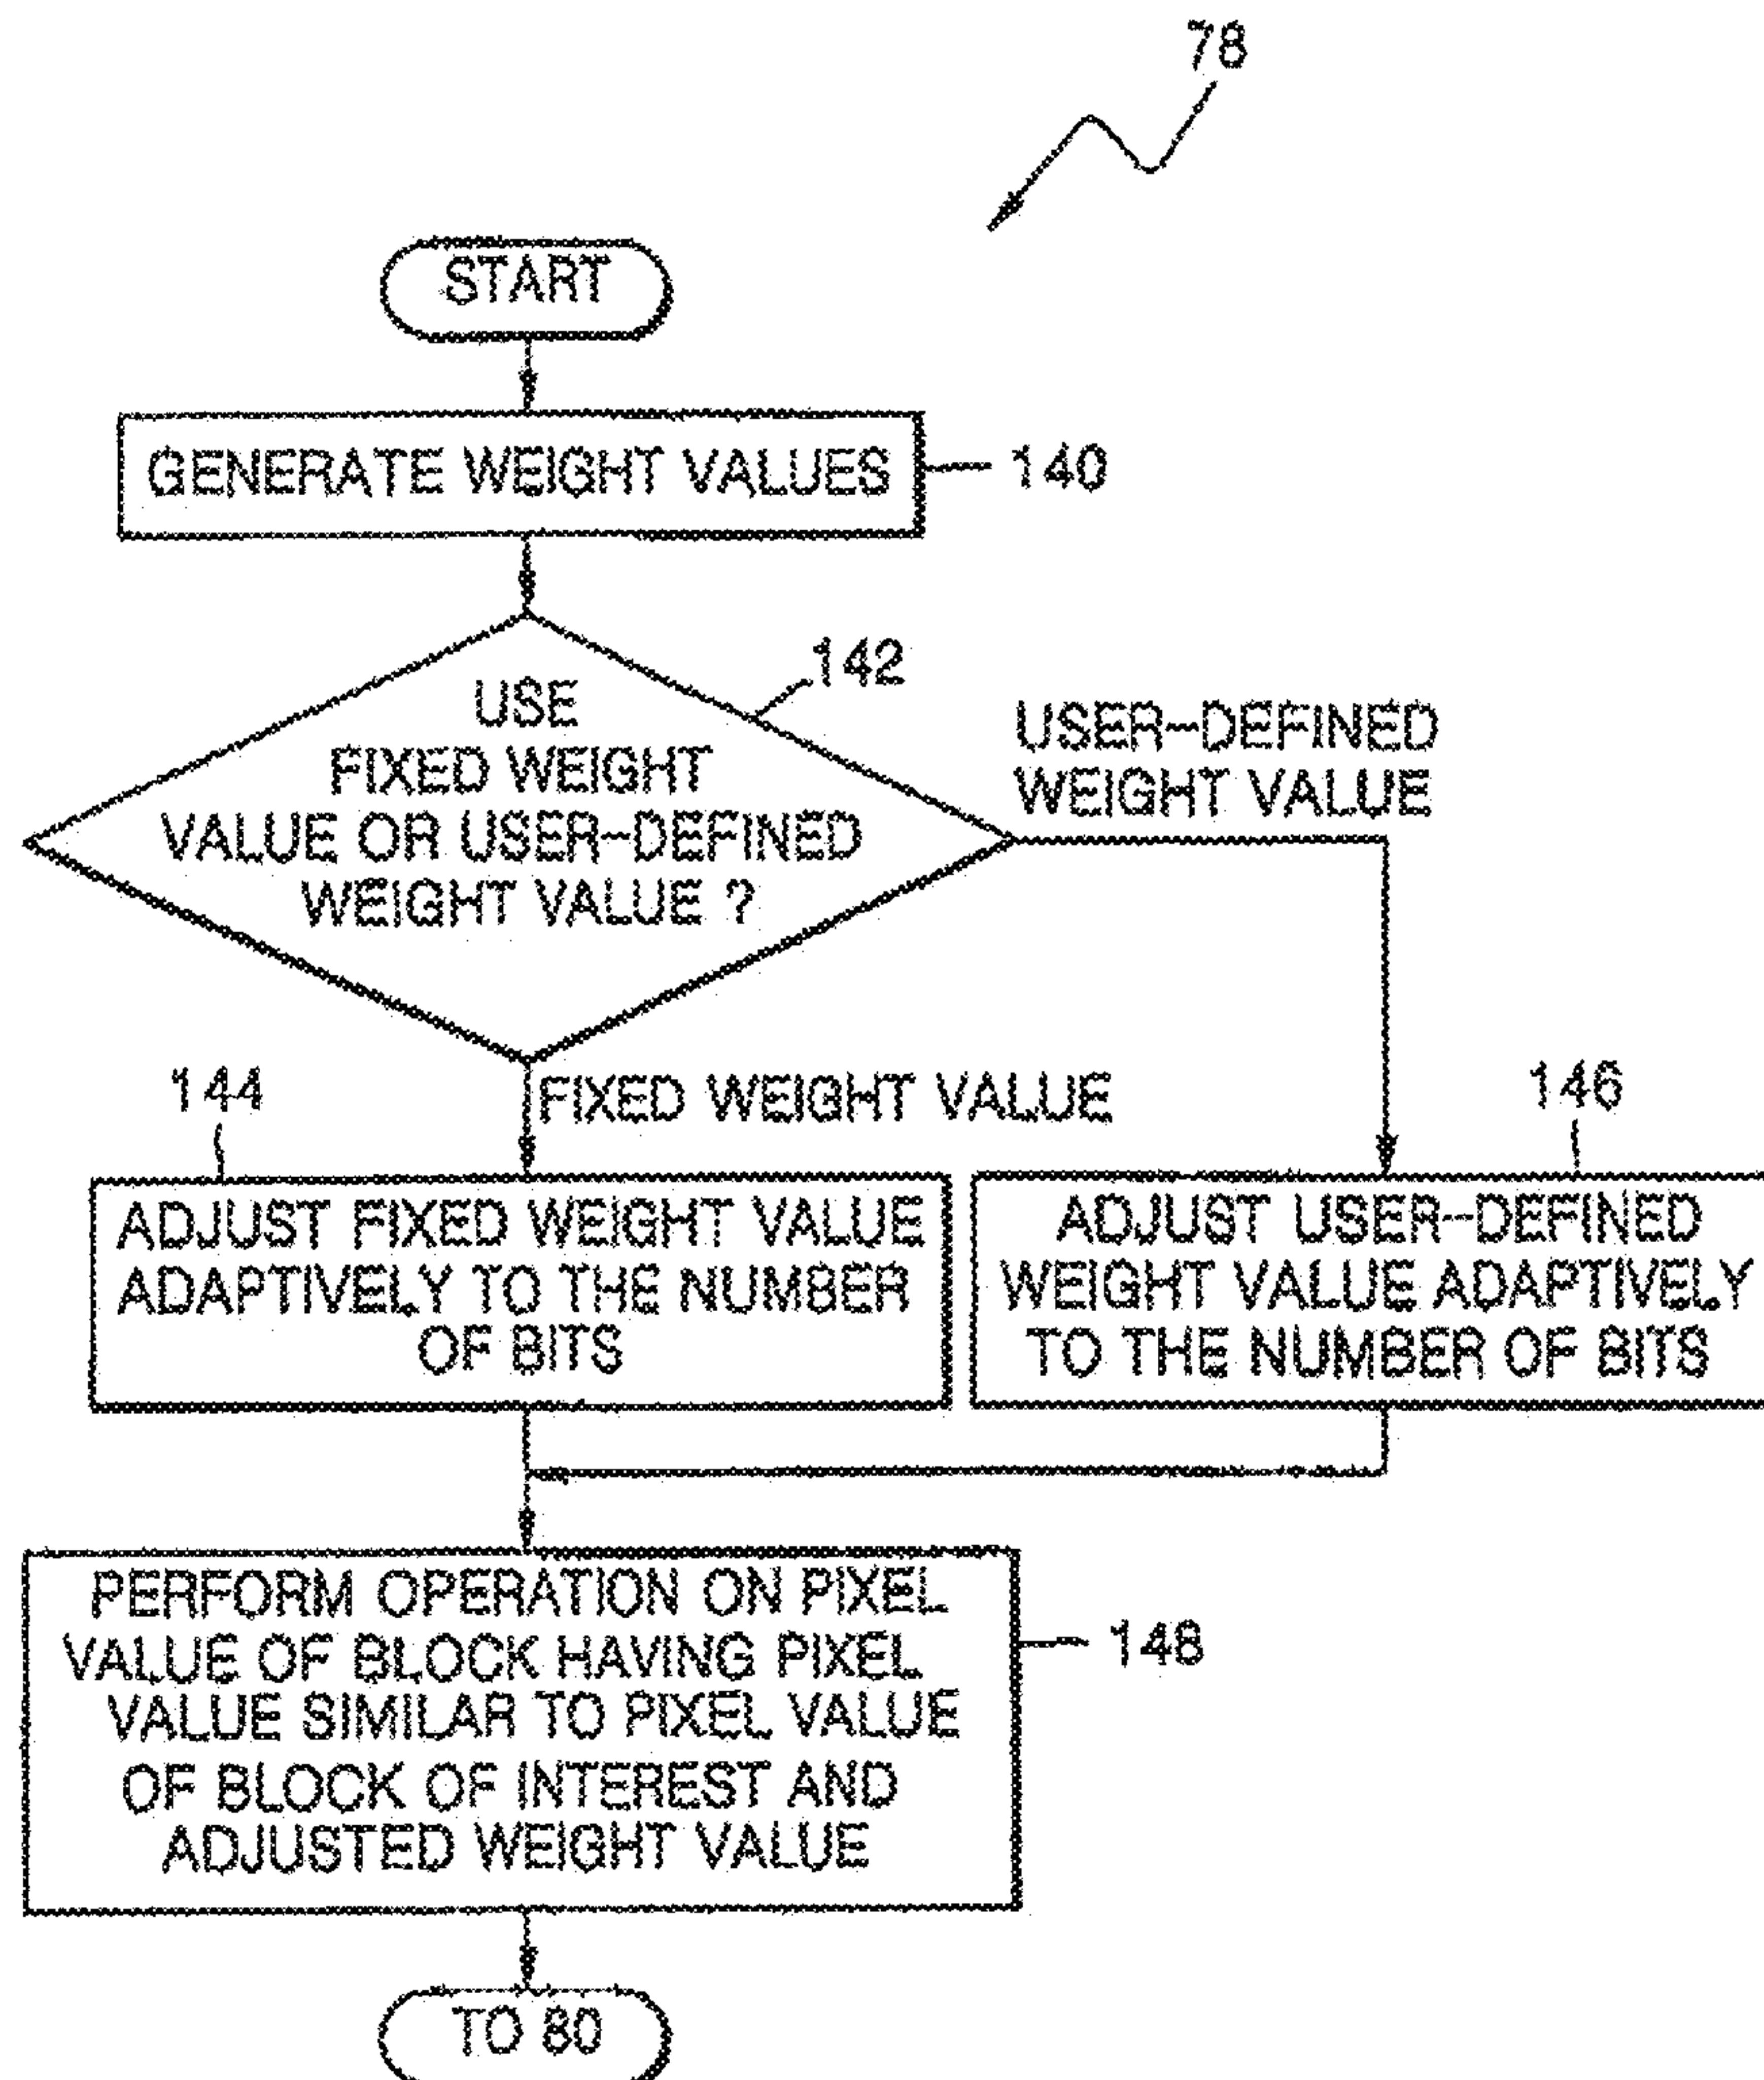 78
START
GENERATE WEIGHT VALUES
140
142
USE
FIXED WEIGHT
VALUE OR USER-DEFINED
WEIGHT VALUE ?
USER-DEFINED
WEIGHT VALUE
FIXED WEIGHT VALUE
144
ADJUST FIXED WEIGHT VALUE
ADAPTIVELY TO THE NUMBER
OF BITS
146
ADJUST USER-DEFINED
WEIGHT VALUE ADAPTIVELY
TO THE NUMBER OF BITS
PERFORM OPERATION ON PIXEL
VALUE OF BLOCK HAVING PIXEL
VALUE SIMILAR TO PIXEL VALUE
OF BLOCK OF INTEREST AND
ADJUSTED WEIGHT VALUE
148
TO 80